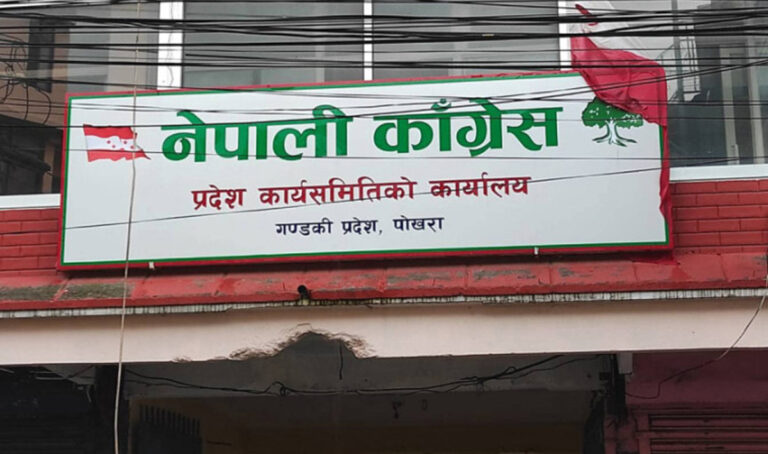 नेपाली काँग्रेस
प्रदेश कार्यसमितिको कार्यालय
गण्डकी प्रदेश, पोखरा